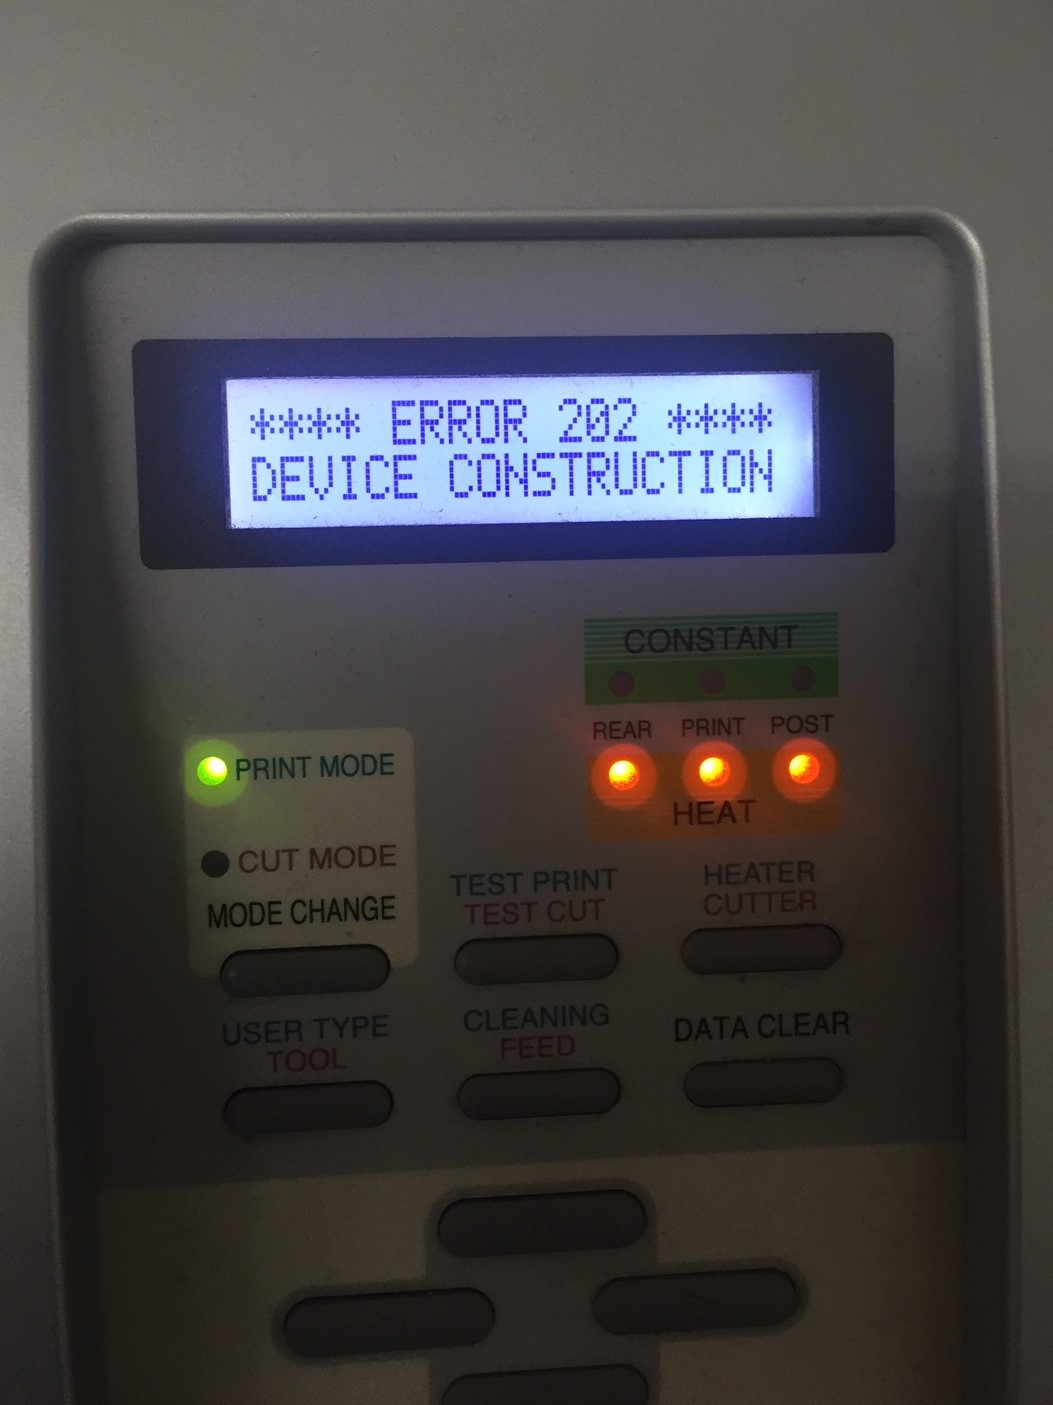 **** ERROR 202 ****
DEVICE CONSTRUCTION
CONSTANT
REAR PRINT POST
PRINT MODE
HEAT
CUT MODE
MODE CHANGE
TEST PRINT
TEST CUT
HEATER
CUTTER
USER TYPE
TOOL
CLEANING
FEED
DATA CLEAR